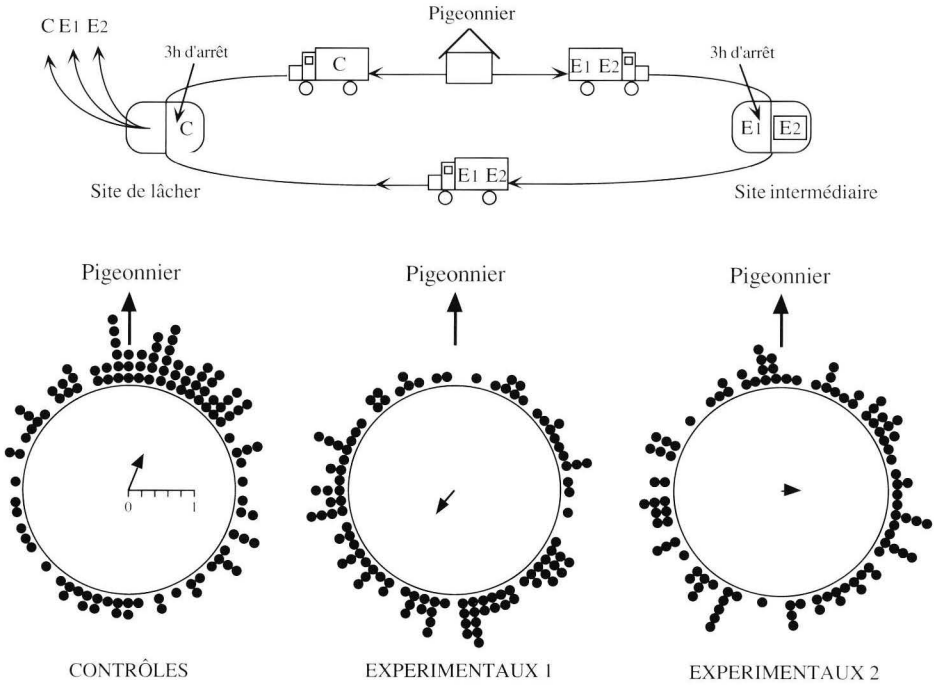 Pigeonnier
C E1 E2
3h d'arrêt
C
E1 E2
3h d'arrêt
C
E1
E2
E1 E2
Site de lâcher
Site intermédiaire
Pigeonnier
Pigeonnier
Pigeonnier
0
1
CONTRÔLES
EXPERIMENTAUX 1
EXPERIMENTAUX 2